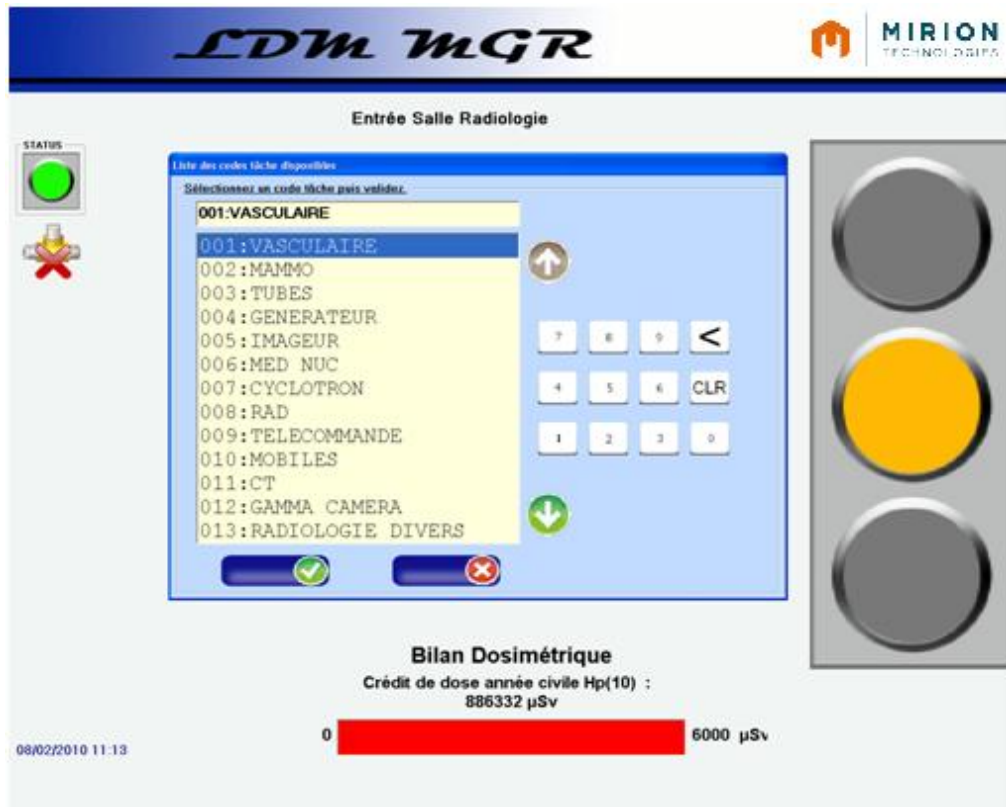 LDM MGR
MIRION
TECHNOLOGIES
Entrée Salle Radiologie
STATUS
Liste des codes tâche disponibles
Sélectionnez un code tâche puis validez.
001:VASCULAIRE
001:VASCULAIRE
002:MAMMO
003:TUBES
004:GENERATEUR
005:IMAGEUR
006:MED NUC
007:CYCLOTRON
008:RAD
009:TELECOMMANDE
010:MOBILES
011:CT
012:GAMMA CAMERA
013:RADIOLOGIE DIVERS
7 8 9 <
4 5 6 CLR
1 2 3 0
Bilan Dosimétrique
Crédit de dose année civile Hp(10) :
886332 µSv
0 6000 µSv
08/02/2010 11:13